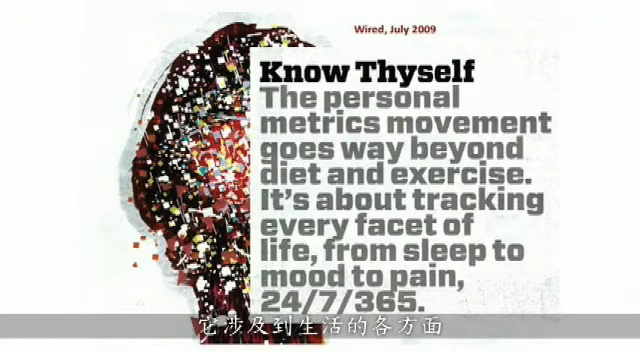 Wired, July 2009
Know Thyself
The personal
metrics movement
goes way beyond
diet and exercise.
It's about tracking
every facet of
life, from sleep to
mood to pain,
24/7/365.
它涉及到生活的各方面